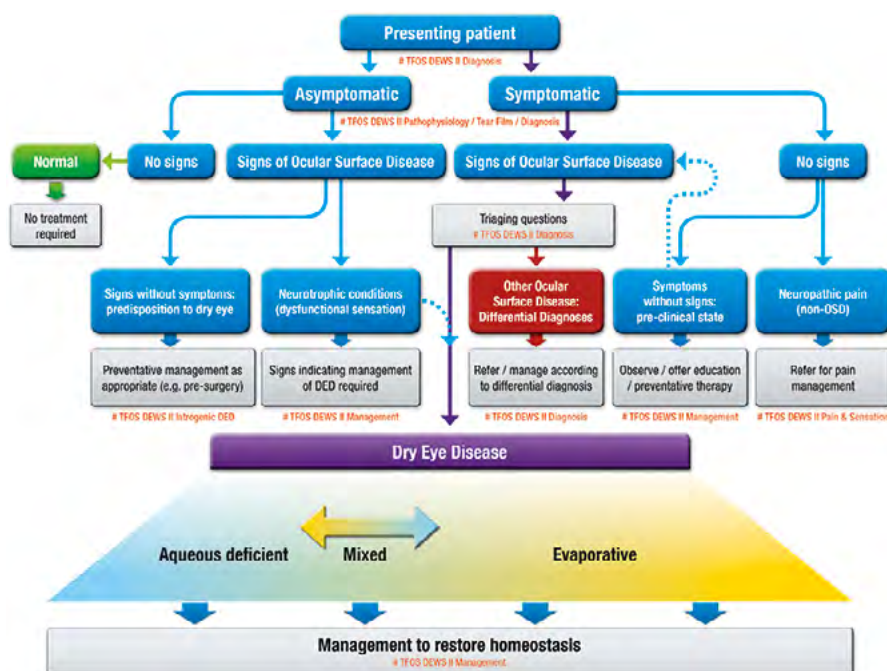 Presenting patient
# TFOS DEWS II Diagnosis
Asymptomatic
Symptomatic
# TFOS DEWS II Pathophysiology / Tear Film / Diagnosis
Normal
No signs
Signs of Ocular Surface Disease
Signs of Ocular Surface Disease
No signs
No treatment
required
Triaging questions
# TFOS DEWS II Diagnosis
Signs without symptoms:
predisposition to dry eye
Neurotrophic conditions
(dysfunctional sensation)
Other Ocular
Surface Disease:
Differential Diagnoses
Symptoms
without signs:
pre-clinical state
Neuropathic pain
(non-OSD)
Preventative management as
appropriate (e.g. pre-surgery)
Signs indicating management
of DED required
Refer / manage according
to differential diagnosis
Observe / offer education
/ preventative therapy
Refer for pain
management
# TFOS DEWS II Iatrogenic DED
# TFOS DEWS II Management
# TFOS DEWS II Diagnosis
# TFOS DEWS II Management
# TFOS DEWS II Pain & Sensation
Dry Eye Disease
Aqueous deficient
Mixed
Evaporative
Management to restore homeostasis
# TFOS DEWS II Management